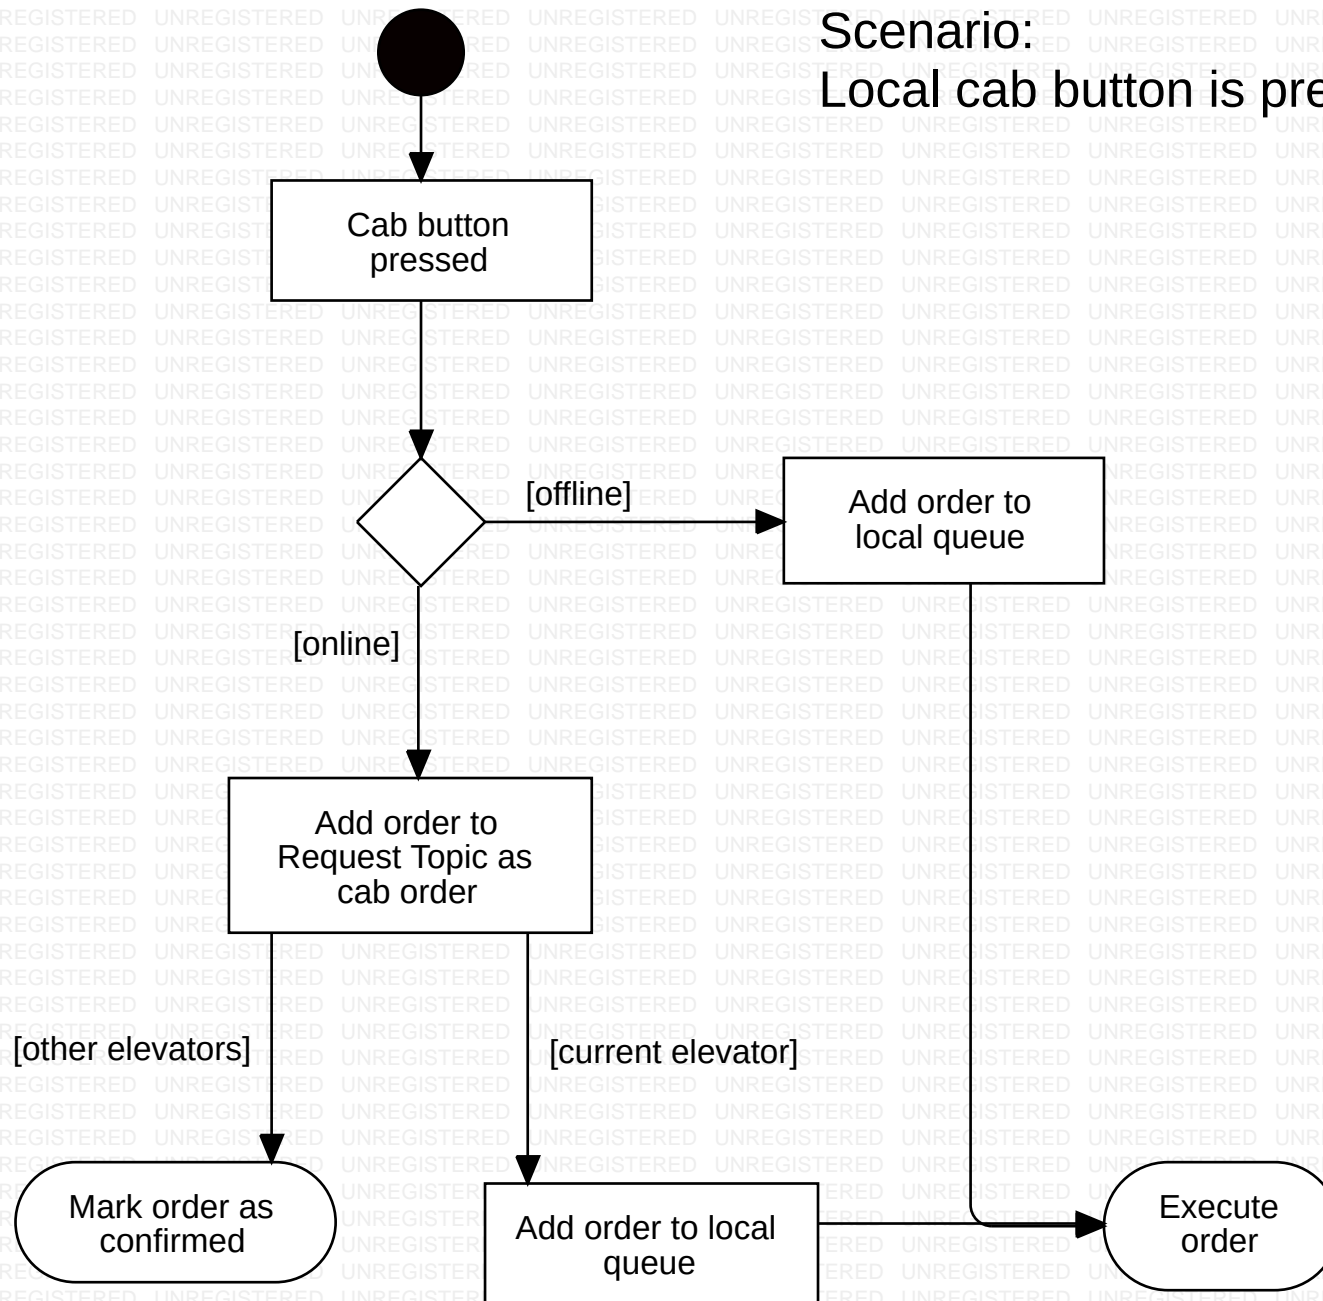 Scenario:
Local cab button is pre
Cab button
pressed
[offline]
Add order to
local queue
[online]
Add order to
Request Topic as
cab order
[other elevators]
[current elevator]
Mark order as
confirmed
Add order to local
queue
Execute
order